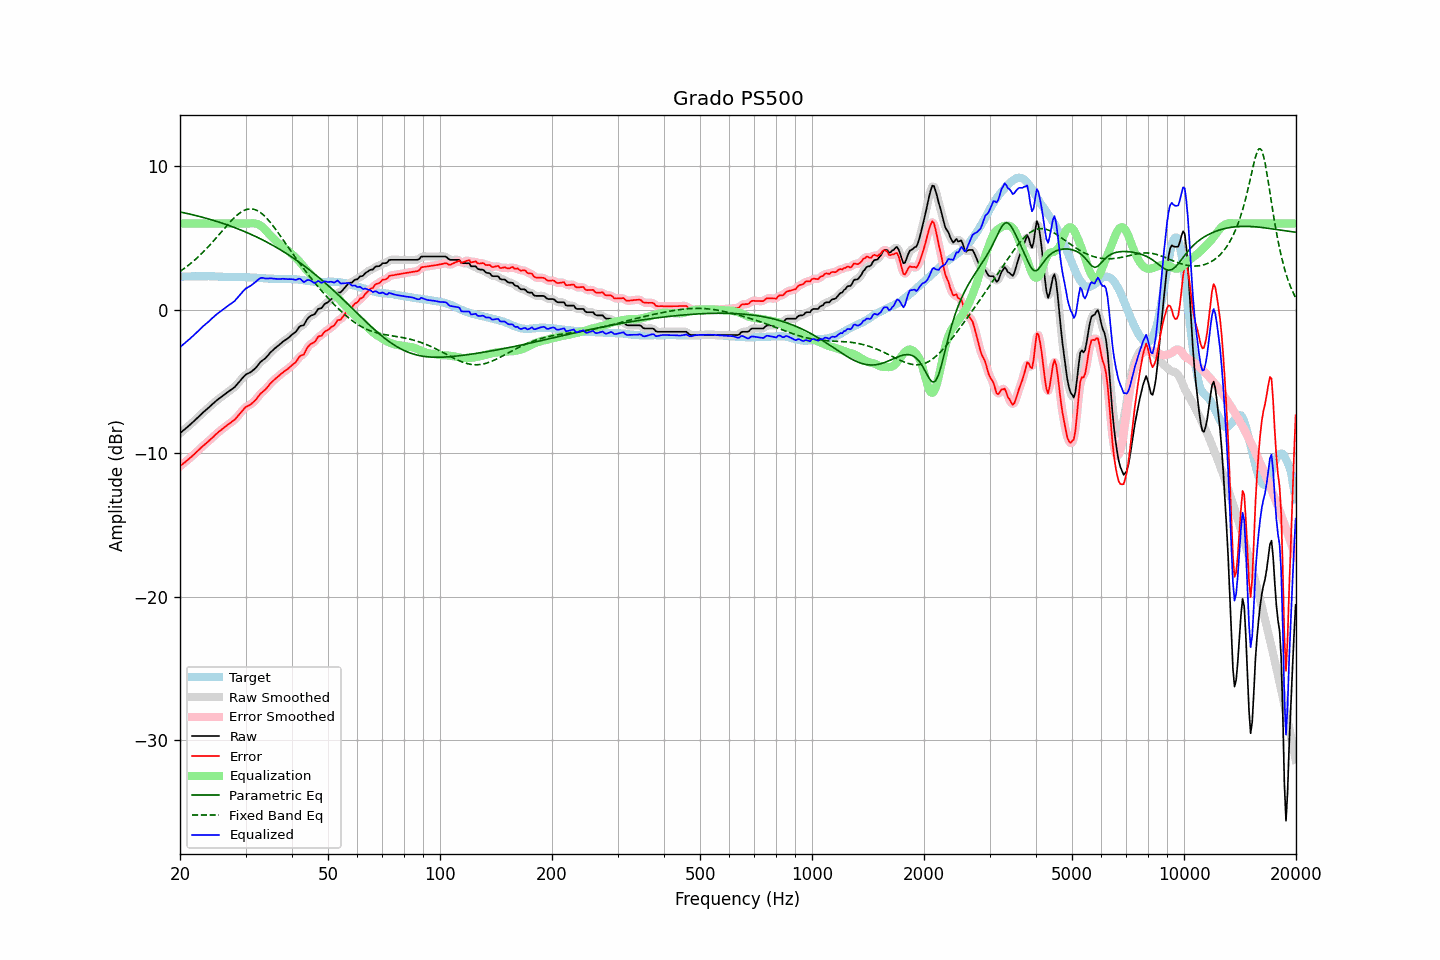 Grado PS500
Amplitude (dBr)
10
0
−10
−20
−30
Target
Raw Smoothed
Error Smoothed
Raw
Error
Equalization
Parametric Eq
Fixed Band Eq
Equalized
20 50 100 200 500 1000 2000 5000 10000 20000
Frequency (Hz)